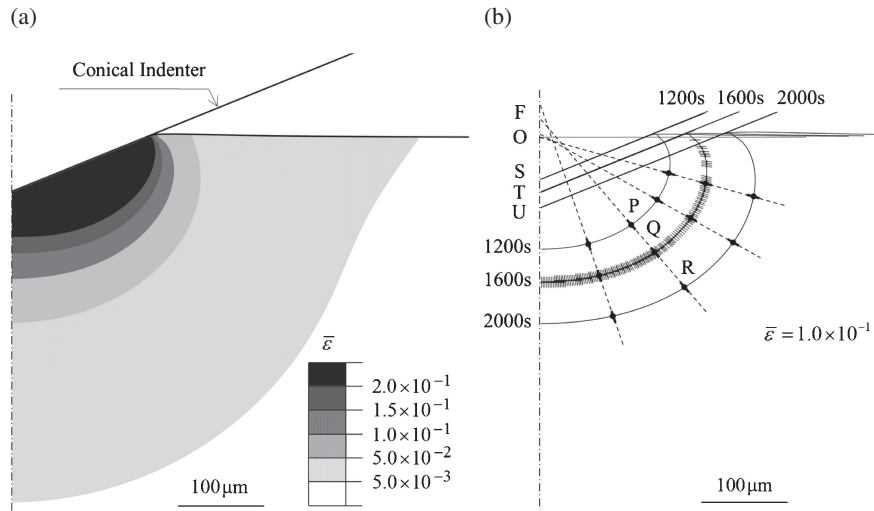 (a)
Conical Indenter
ε̅
2.0×10⁻¹
1.5×10⁻¹
1.0×10⁻¹
5.0×10⁻²
5.0×10⁻³
100μm
(b)
1200s 1600s 2000s
F
O
S
T
U
P
Q
R
1200s
1600s
2000s
ε̅ =1.0×10⁻¹
100μm